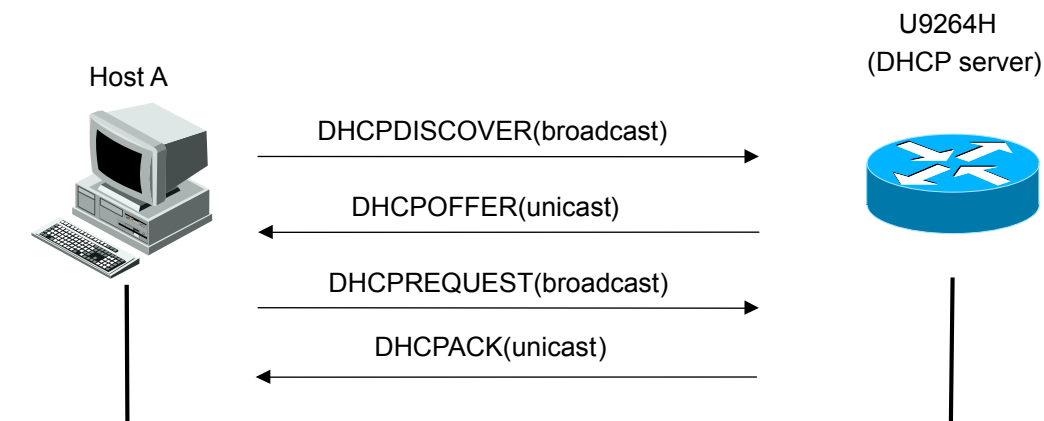 U9264H
(DHCP server)
Host A
DHCPDISCOVER(broadcast)
DHCPOFFER(unicast)
DHCPREQUEST(broadcast)
DHCPACK(unicast)